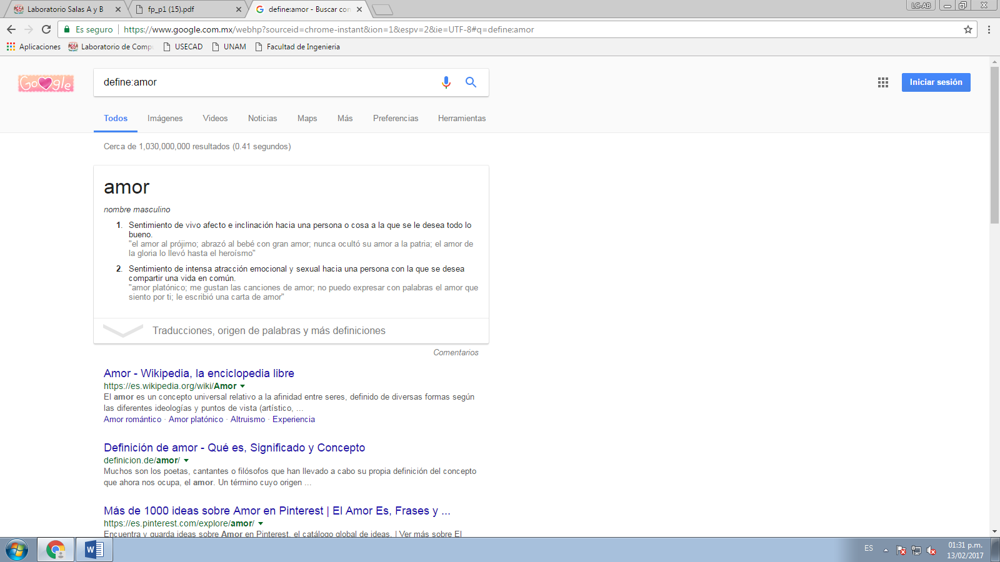 Laboratorio Salas A y B
fp_p1 (15).pdf
define:amor - Buscar con
LC-AB
Es seguro
https://www.google.com.mx/webhp?sourceid=chrome-instant&ion=1&espv=2&ie=UTF-8#q=define:amor
Aplicaciones
Laboratorio de Comp
USECAD
UNAM
Facultad de Ingenieria
Google
define:amor
Iniciar sesión
Todos
Imágenes
Videos
Noticias
Maps
Más
Preferencias
Herramientas
Cerca de 1,030,000,000 resultados (0.41 segundos)
amor
nombre masculino
1. Sentimiento de vivo afecto e inclinación hacia una persona o cosa a la que se le desea todo lo
bueno.
"el amor al prójimo; abrazó al bebé con gran amor; nunca ocultó su amor a la patria; el amor de
la gloria lo llevó hasta el heroísmo"
2. Sentimiento de intensa atracción emocional y sexual hacia una persona con la que se desea
compartir una vida en común.
"amor platónico; me gustan las canciones de amor; no puedo expresar con palabras el amor que
siento por ti; le escribió una carta de amor"
Traducciones, origen de palabras y más definiciones
Comentarios
Amor - Wikipedia, la enciclopedia libre
https://es.wikipedia.org/wiki/Amor
El amor es un concepto universal relativo a la afinidad entre seres, definido de diversas formas según
las diferentes ideologías y puntos de vista (artístico, ...
Amor romántico · Amor platónico · Altruismo · Experiencia
Definición de amor - Qué es, Significado y Concepto
definicion.de/amor/
Muchos son los poetas, cantantes o filósofos que han llevado a cabo su propia definición del concepto
que ahora nos ocupa, el amor. Un término cuyo origen ...
Más de 1000 ideas sobre Amor en Pinterest | El Amor Es, Frases y ...
https://es.pinterest.com/explore/amor/
Encuentra y guarda ideas sobre Amor en Pinterest, el catálogo global de ideas. | Ver más sobre El
W
ES
01:31 p.m.
13/02/2017